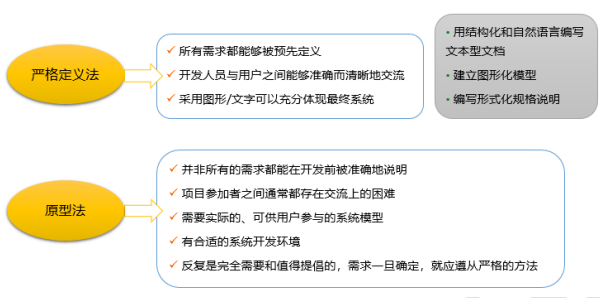 严格定义法
✓ 所有需求都能够被预先定义
✓ 开发人员与用户之间能够准确而清晰地交流
✓ 采用图形/文字可以充分体现最终系统
• 用结构化和自然语言编写
文本型文档
• 建立图形化模型
• 编写形式化规格说明
原型法
✓ 并非所有的需求都能在开发前被准确地说明
✓ 项目参加者之间通常都存在交流上的困难
✓ 需要实际的、可供用户参与的系统模型
✓ 有合适的系统开发环境
✓ 反复是完全需要和值得提倡的，需求一旦确定，就应遵从严格的方法